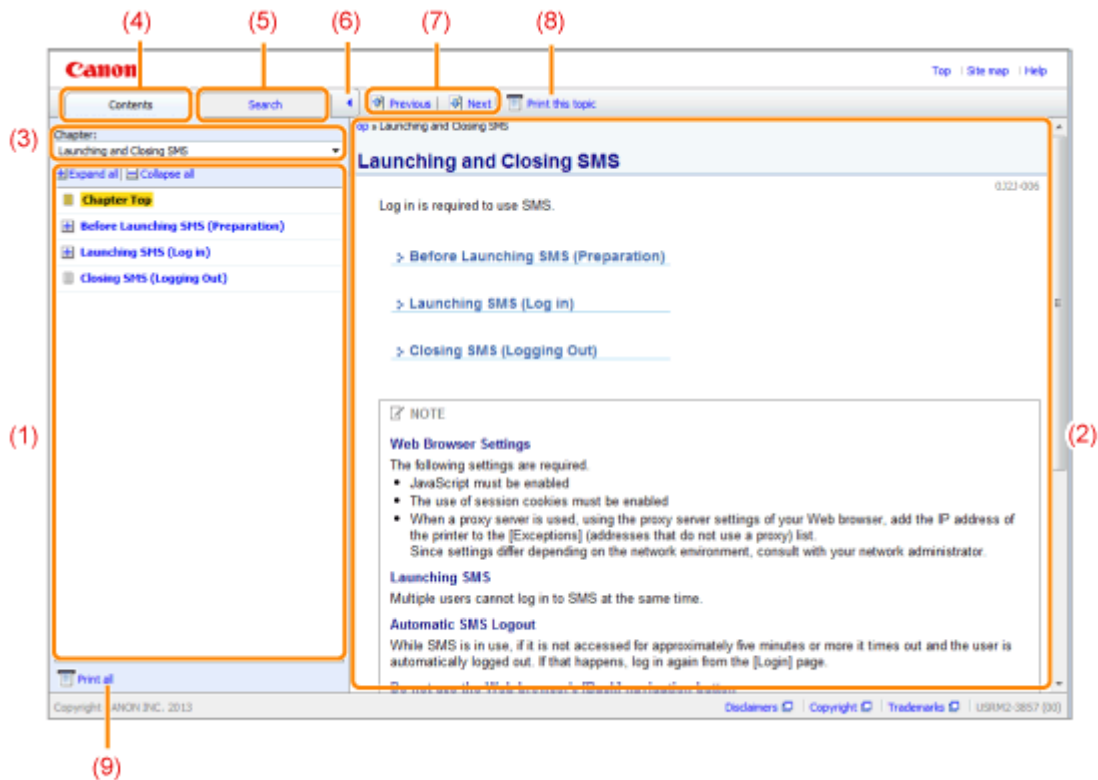 (4) (5) (6) (7) (8)
Canon
Top | Site map | Help
Contents
Search
Previous | Next
Print this topic
(3)
Chapter:
Launching and Closing SMS
Expand all | Collapse all
Chapter Top
Before Launching SMS (Preparation)
Launching SMS (Log in)
Closing SMS (Logging Out)
(1)
Print all
op » Launching and Closing SMS
Launching and Closing SMS
0J2J-006
Log in is required to use SMS.
Before Launching SMS (Preparation)
Launching SMS (Log in)
Closing SMS (Logging Out)
NOTE
Web Browser Settings
The following settings are required.
• JavaScript must be enabled
• The use of session cookies must be enabled
• When a proxy server is used, using the proxy server settings of your Web browser, add the IP address of
the printer to the [Exceptions] (addresses that do not use a proxy) list.
Since settings differ depending on the network environment, consult with your network administrator.
Launching SMS
Multiple users cannot log in to SMS at the same time.
Automatic SMS Logout
While SMS is in use, if it is not accessed for approximately five minutes or more it times out and the user is
automatically logged out. If that happens, log in again from the [Login] page.
(2)
Copyright CANON INC. 2013
Disclaimers | Copyright | Trademarks | USRM2-3857 (00)
(9)